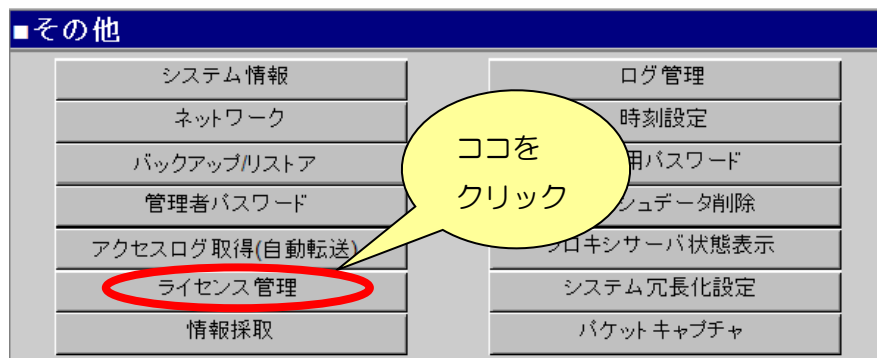 ■その他
システム情報
ログ管理
ネットワーク
時刻設定
バックアップ/リストア
用パスワード
管理者パスワード
シュデータ削除
アクセスログ取得(自動転送)
ロキシサーバ状態表示
ライセンス管理
システム冗長化設定
情報採取
パケットキャプチャ
ココを
クリック